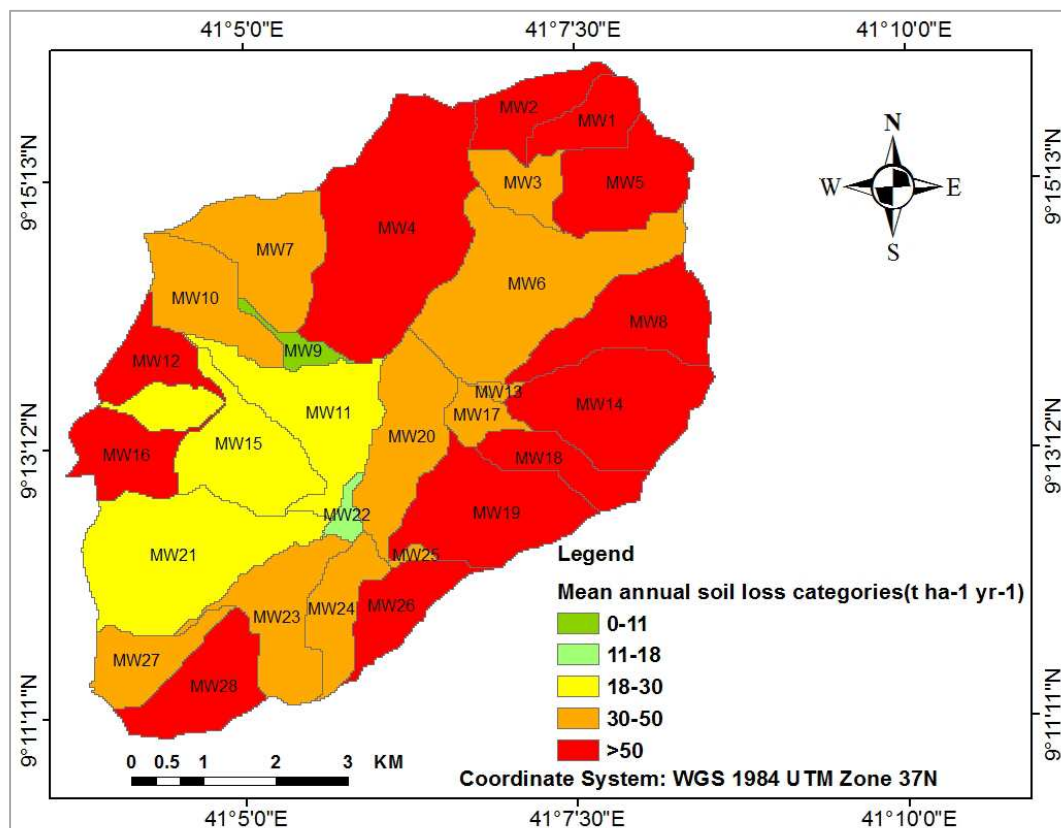 41°5'0"E 41°7'30"E 41°10'0"E
9°15'13"N
9°13'12"N
9°11'11"N
9°15'13"N
9°13'12"N
9°11'11"N
N
W E
S
MW2
MW1
MW3
MW5
MW4
MW7
MW6
MW10
MW8
MW9
MW12
MW13
MW14
MW11
MW17
MW20
MW15
MW16
MW18
MW22
MW19
MW21
MW25
MW26
MW24
MW23
MW27
MW28
Legend
Mean annual soil loss categories(t ha-1 yr-1)
0-11
11-18
18-30
30-50
>50
0 0.5 1 2 3 KM
Coordinate System: WGS 1984 UTM Zone 37N
41°5'0"E 41°7'30"E 41°10'0"E